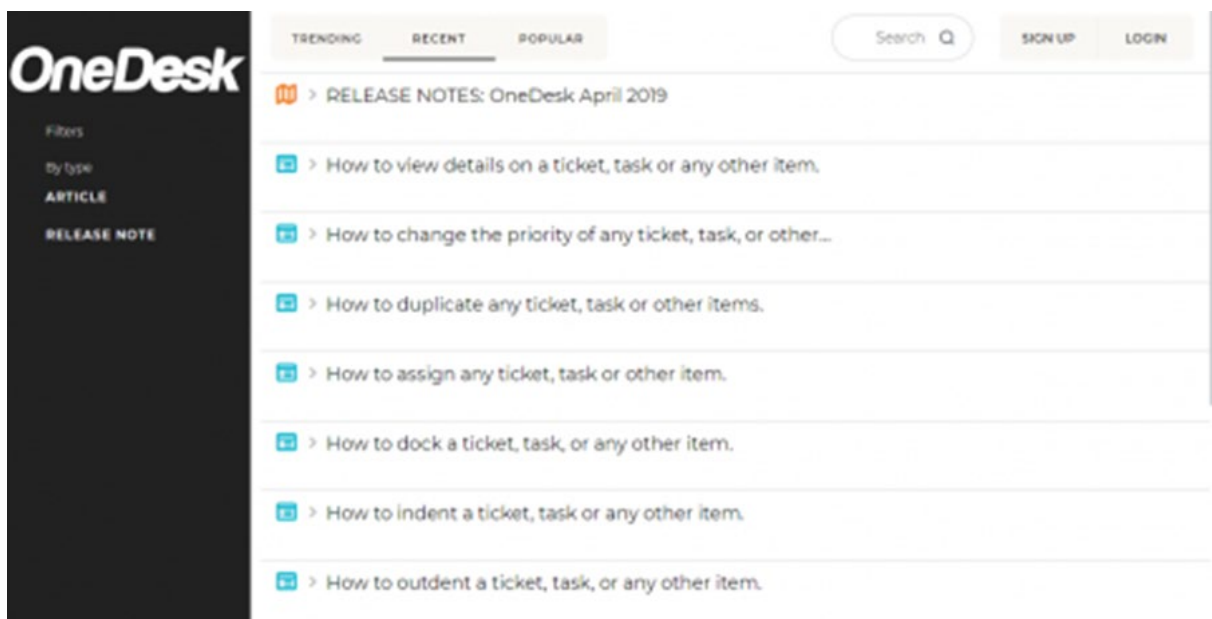 OneDesk
Filters
By type
ARTICLE
RELEASE NOTE
TRENDING RECENT POPULAR Search SIGN UP LOGIN
> RELEASE NOTES: OneDesk April 2019
> How to view details on a ticket, task or any other item.
> How to change the priority of any ticket, task, or other...
> How to duplicate any ticket, task or other items.
> How to assign any ticket, task or other item.
> How to dock a ticket, task, or any other item.
> How to indent a ticket, task or any other item.
> How to outdent a ticket, task, or any other item.